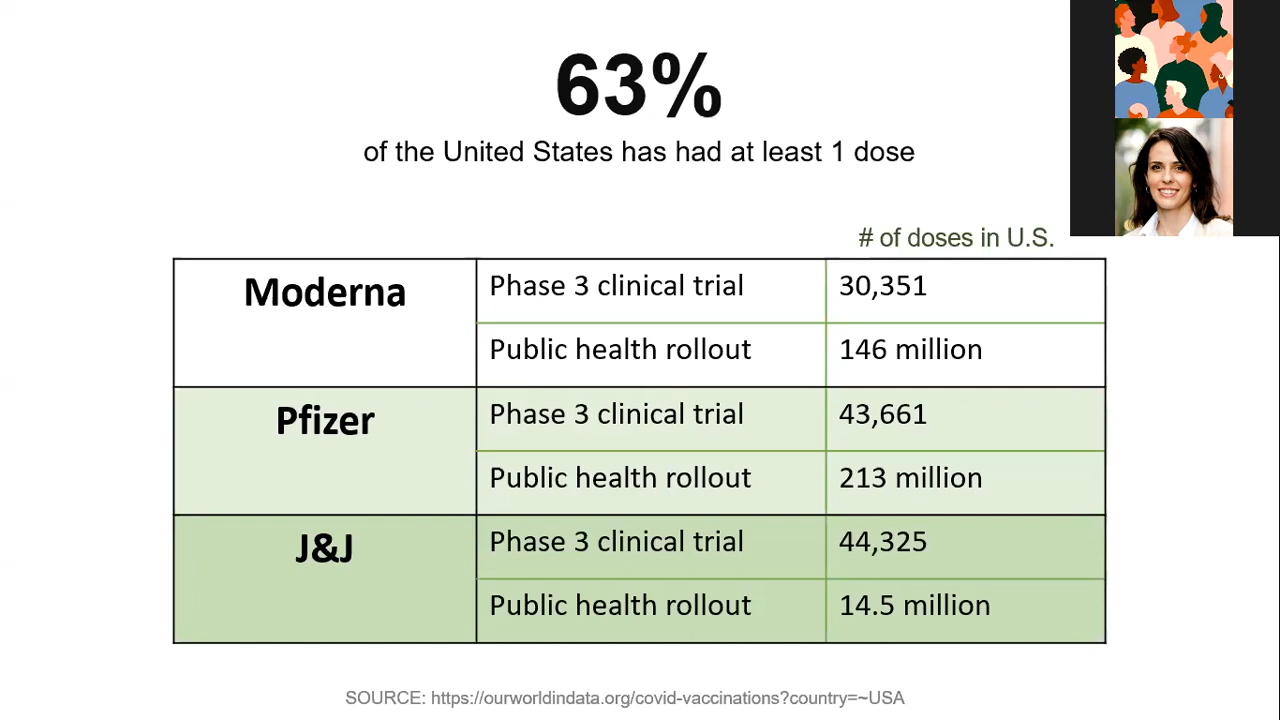 63%
of the United States has had at least 1 dose
# of doses in U.S.
Moderna
Phase 3 clinical trial
30,351
Public health rollout
146 million
Pfizer
Phase 3 clinical trial
43,661
Public health rollout
213 million
J&J
Phase 3 clinical trial
44,325
Public health rollout
14.5 million
SOURCE: https://ourworldindata.org/covid-vaccinations?country=~USA